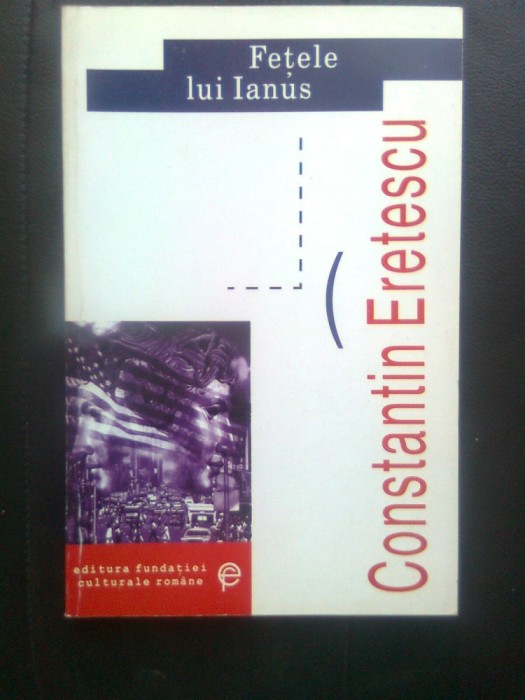 Fețele
lui Ianus
Constantin Eretescu
editura fundației
culturale române